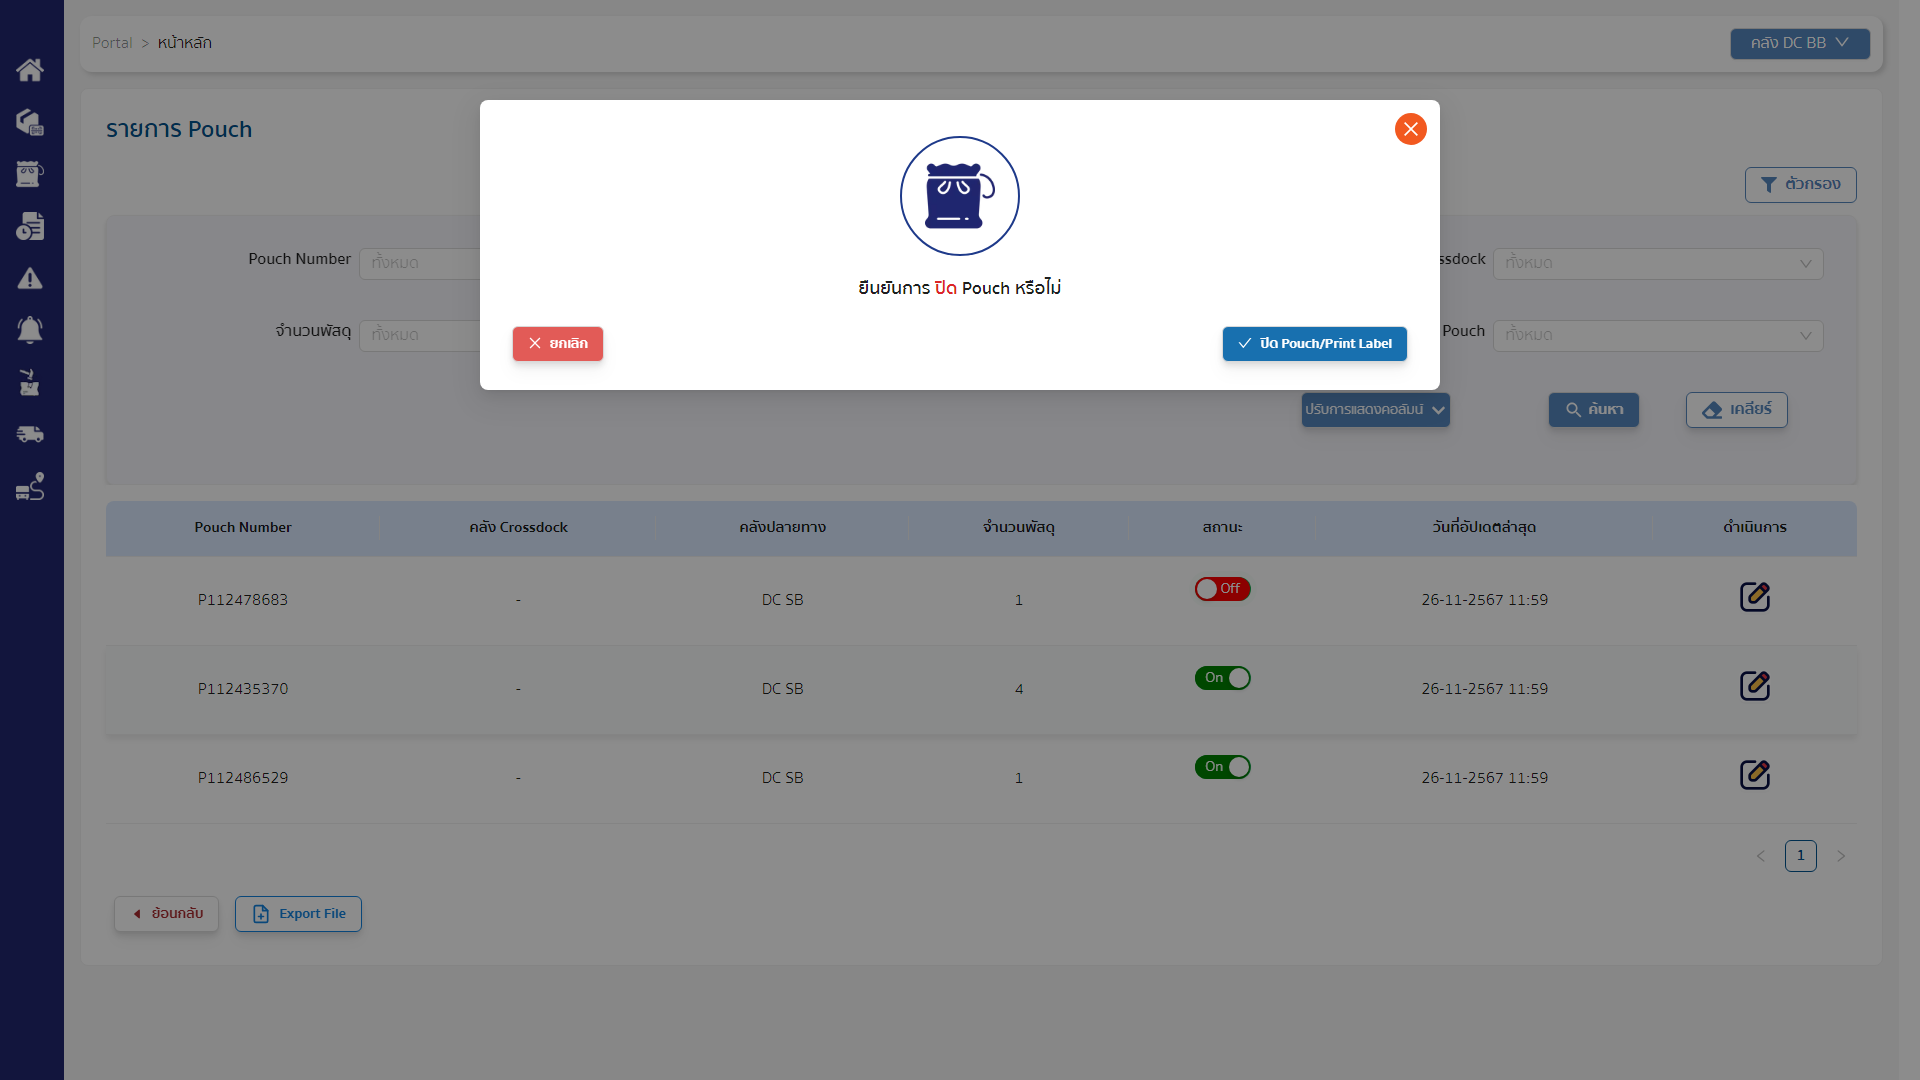 Portal > หน้าหลัก
คลัง DC BB
รายการ Pouch
ตัวกรอง
ยืนยันการ ปิด Pouch หรือไม่
ยกเลิก
ปิด Pouch/Print Label
Pouch Number ทั้งหมด
ssdock ทั้งหมด
จำนวนพัสดุ ทั้งหมด
Pouch ทั้งหมด
ปรับการแสดงคอลัมน์
ค้นหา
เคลียร์
Pouch Number คลัง Crossdock คลังปลายทาง จำนวนพัสดุ สถานะ วันที่อัปเดตล่าสุด ดำเนินการ
P112478683 - DC SB 1 Off 26-11-2567 11:59
P112435370 - DC SB 4 On 26-11-2567 11:59
P112486529 - DC SB 1 On 26-11-2567 11:59
< 1 >
ย้อนกลับ
Export File